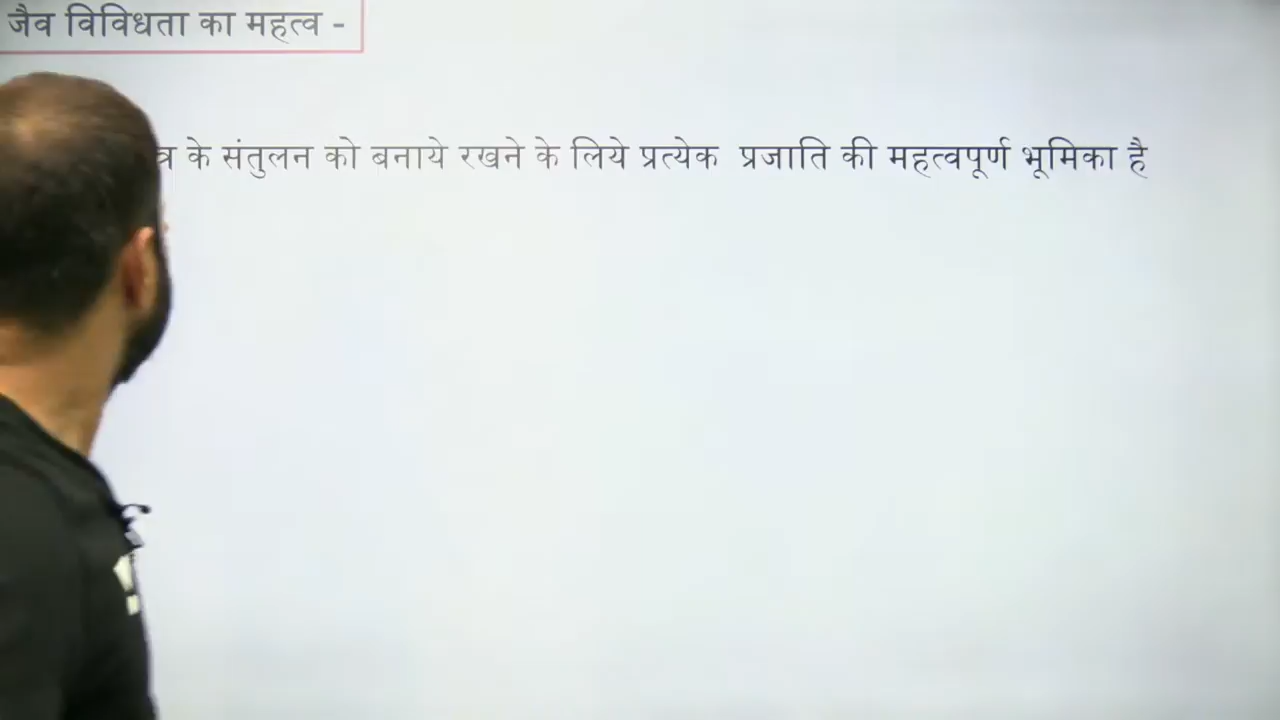 जैव विविधता का महत्व -
के संतुलन को बनाये रखने के लिये प्रत्येक प्रजाति की महत्वपूर्ण भूमिका है